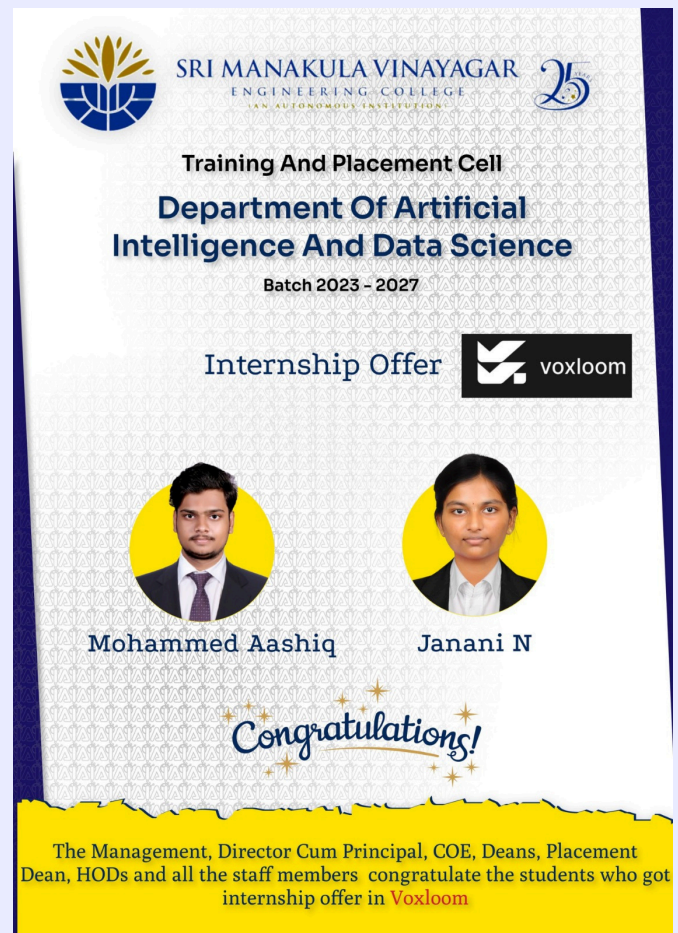 SRI MANAKULA VINAYAGAR
ENGINEERING COLLEGE
(AN AUTONOMOUS INSTITUTION)
25
YEARS
Training And Placement Cell
Department Of Artificial
Intelligence And Data Science
Batch 2023 - 2027
Internship Offer
voxloom
Mohammed Aashiq
Janani N
Congratulations!
The Management, Director Cum Principal, COE, Deans, Placement
Dean, HODs and all the staff members congratulate the students who got
internship offer in Voxloom